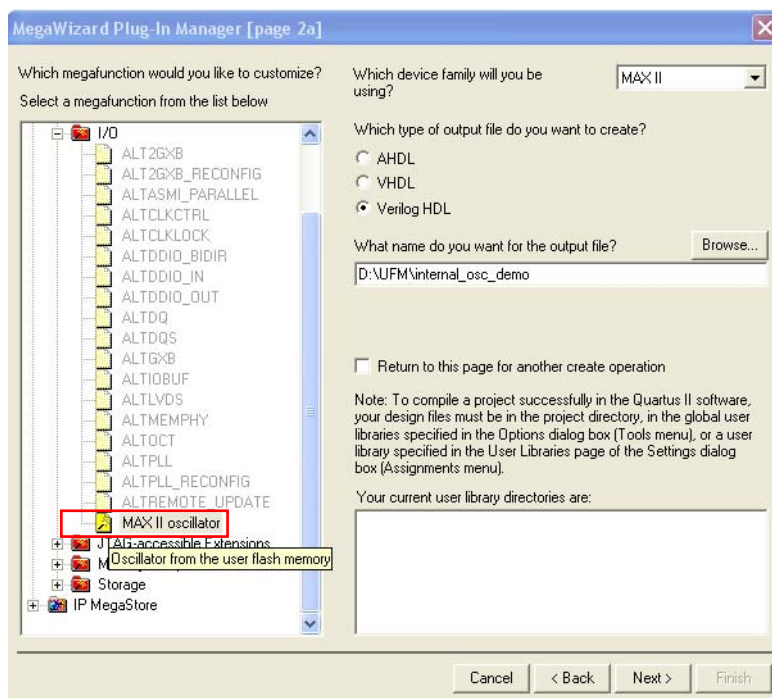 MegaWizard Plug-In Manager [page 2a]
Which megafunction would you like to customize?
Select a megafunction from the list below
I/O
ALT2GXB
ALT2GXB_RECONFIG
ALTASMI_PARALLEL
ALTCLKCTRL
ALTCLKLOCK
ALTDDIO_BIDIR
ALTDDIO_IN
ALTDDIO_OUT
ALTDQ
ALTDQS
ALTGXB
ALTIOBUF
ALTLVDS
ALTMEMPHY
ALTOCT
ALTPLL
ALTPLL_RECONFIG
ALTREMOTE_UPDATE
MAX II oscillator
JTAG-accessible Extensions
Oscillator from the user flash memory
Storage
IP MegaStore
Which device family will you be
using?
MAX II
Which type of output file do you want to create?
AHDL
VHDL
Verilog HDL
What name do you want for the output file?
Browse...
D:\UFM\internal_osc_demo
Return to this page for another create operation
Note: To compile a project successfully in the Quartus II software,
your design files must be in the project directory, in the global user
libraries specified in the Options dialog box (Tools menu), or a user
library specified in the User Libraries page of the Settings dialog
box (Assignments menu).
Your current user library directories are:
Cancel
< Back
Next >
Finish